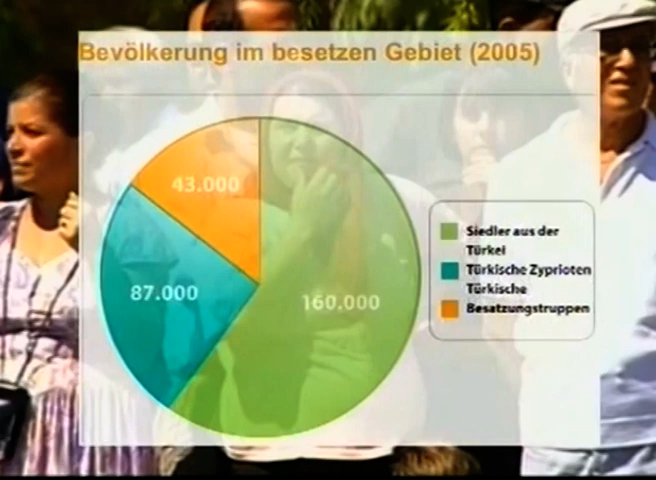 Bevölkerung im besetzen Gebiet (2005)
43.000
87.000
160.000
Siedler aus der
Türkei
Türkische Zyprioten
Türkische
Besatzungstruppen